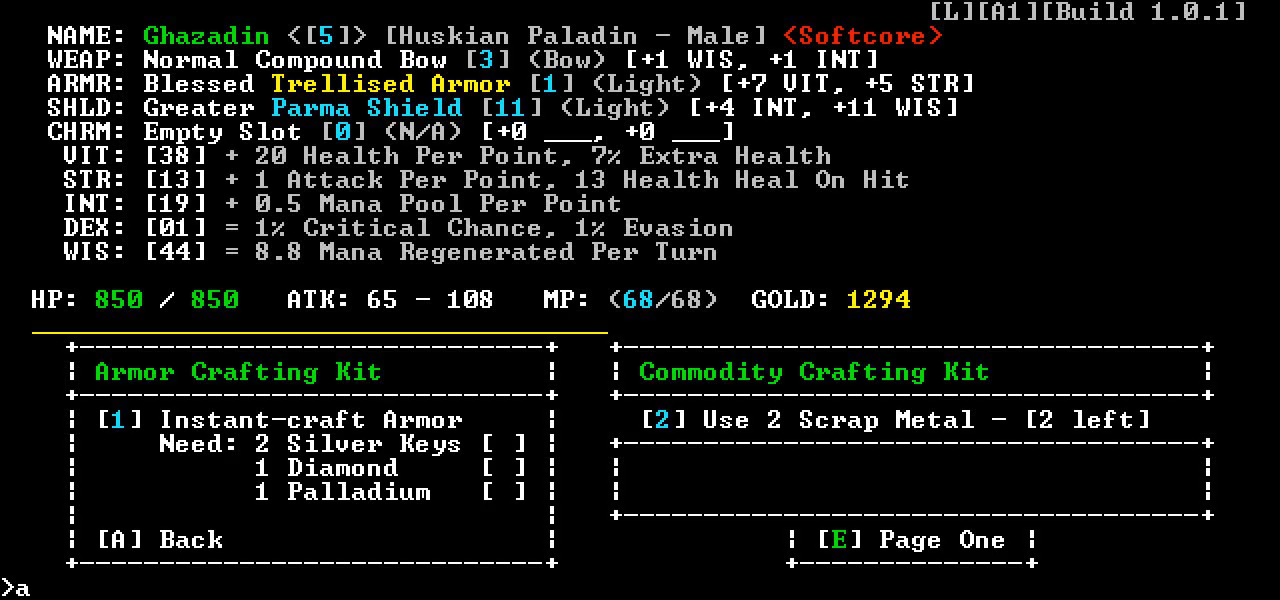 [L][A1][Build 1.0.1]
NAME: Ghazadin <[5]> [Huskian Paladin - Male] <Softcore>
WEAP: Normal Compound Bow [3] (Bow) [+1 WIS, +1 INT]
ARMR: Blessed Trellised Armor [1] (Light) [+7 VIT, +5 STR]
SHLD: Greater Parma Shield [11] (Light) [+4 INT, +11 WIS]
CHRM: Empty Slot [0] (N/A) [+0 ___, +0 ___]
VIT: [38] + 20 Health Per Point, 7% Extra Health
STR: [13] + 1 Attack Per Point, 13 Health Heal On Hit
INT: [19] + 0.5 Mana Pool Per Point
DEX: [01] = 1% Critical Chance, 1% Evasion
WIS: [44] = 8.8 Mana Regenerated Per Turn
HP: 850 / 850 ATK: 65 - 108 MP: (68/68) GOLD: 1294
Armor Crafting Kit
[1] Instant-craft Armor
Need: 2 Silver Keys [ ]
1 Diamond [ ]
1 Palladium [ ]
[A] Back
Commodity Crafting Kit
[2] Use 2 Scrap Metal - [2 left]
[E] Page One
>a